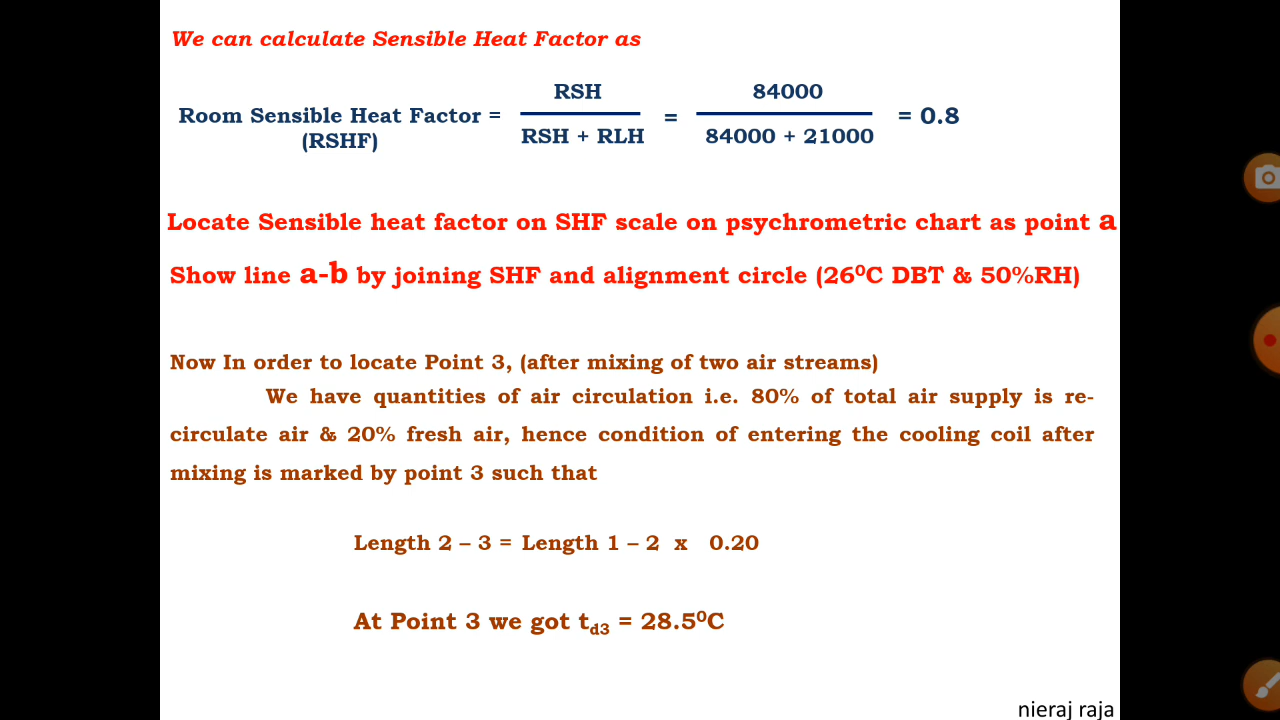 We can calculate Sensible Heat Factor as
RSH
84000
Room Sensible Heat Factor =
=
= 0.8
RSH + RLH
84000 + 21000
(RSHF)
Locate Sensible heat factor on SHF scale on psychrometric chart as point a
Show line a-b by joining SHF and alignment circle (26⁰C DBT & 50%RH)
Now In order to locate Point 3, (after mixing of two air streams)
We have quantities of air circulation i.e. 80% of total air supply is re-
circulate air & 20% fresh air, hence condition of entering the cooling coil after
mixing is marked by point 3 such that
Length 2 – 3 = Length 1 – 2 x 0.20
At Point 3 we got td3 = 28.5⁰C
nieraj raja